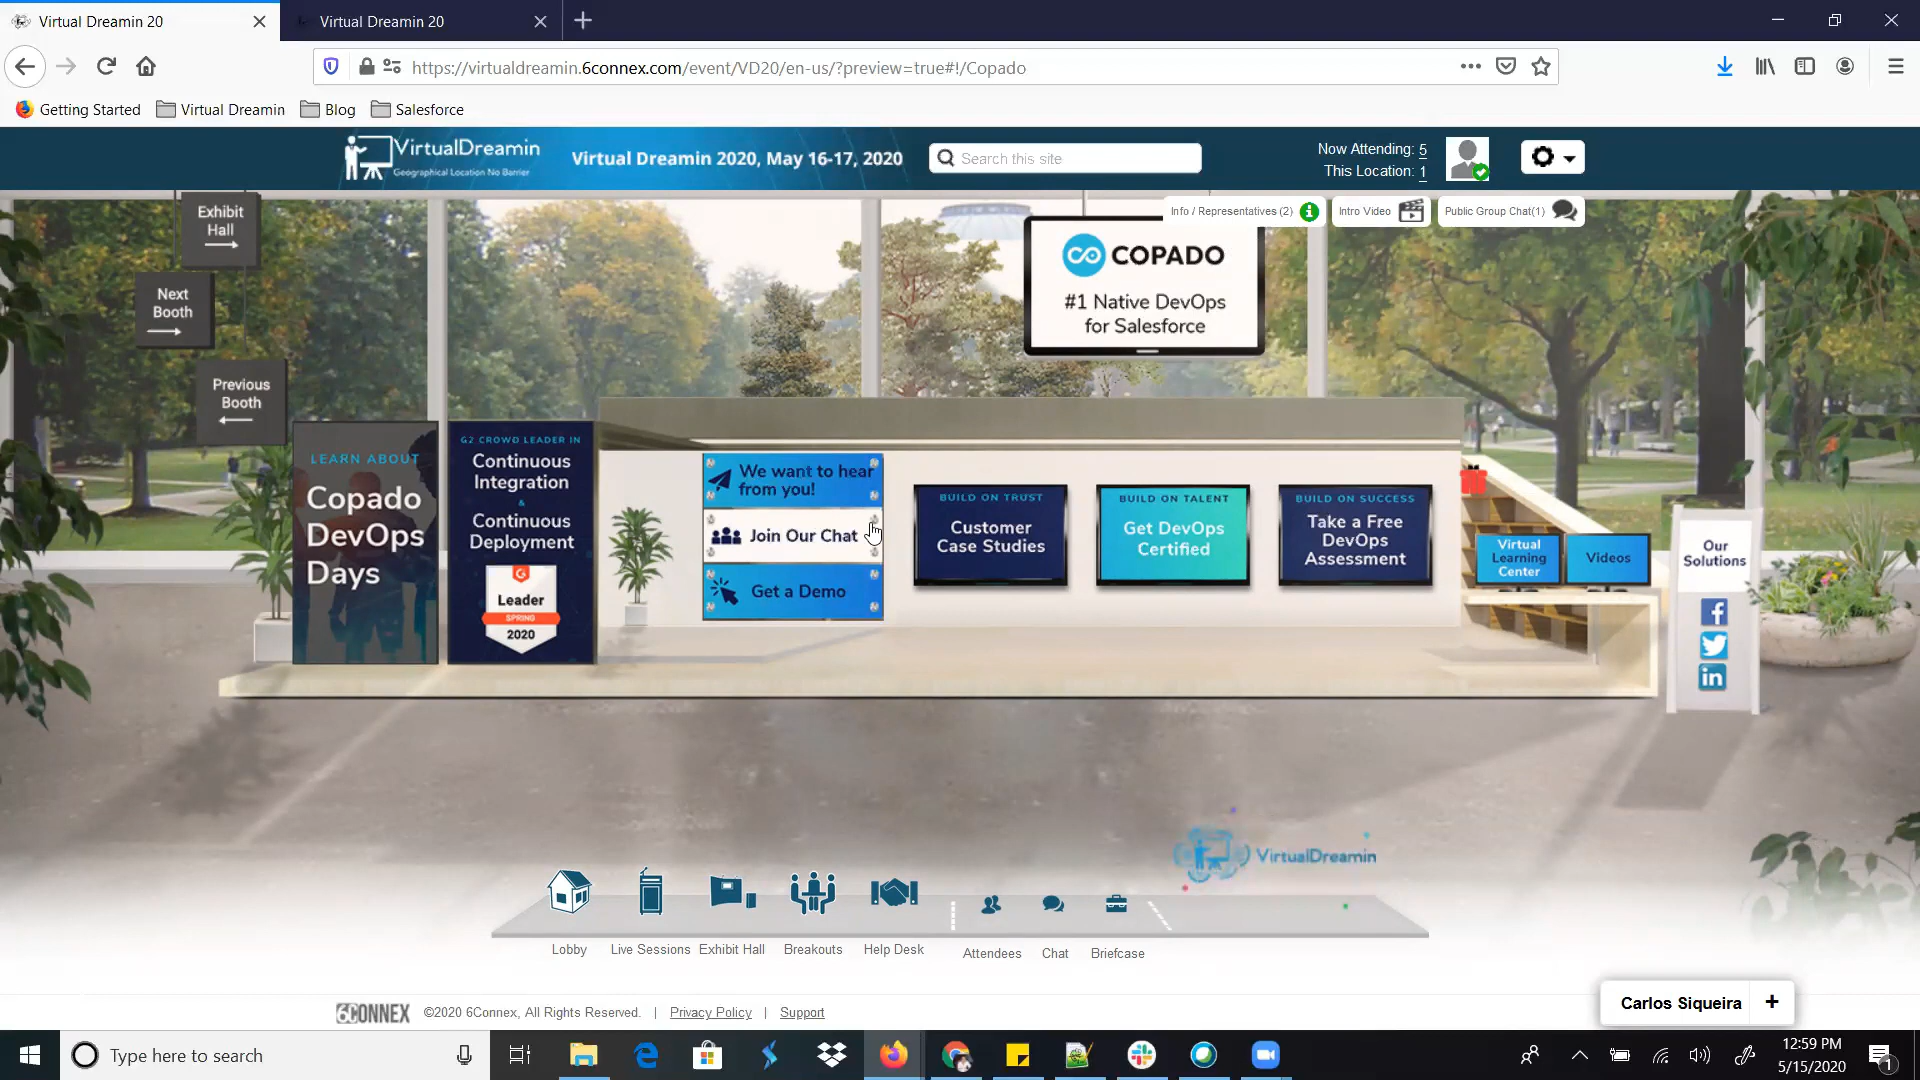 Virtual Dreamin 20
Virtual Dreamin 20
https://virtualdreamin.6connex.com/event/VD20/en-us/?preview=true#!/Copado
Getting Started
Virtual Dreamin
Blog
Salesforce
VirtualDreamin
Geographical Location No Barrier
Virtual Dreamin 2020, May 16-17, 2020
Search this site
Now Attending: 5
This Location: 1
Info / Representatives (2)
Intro Video
Public Group Chat(1)
Exhibit
Hall
Next
Booth
Previous
Booth
COPADO
#1 Native DevOps
for Salesforce
LEARN ABOUT
Copado
DevOps
Days
G2 CROWD LEADER IN
Continuous
Integration
&
Continuous
Deployment
Leader
SPRING
2020
We want to hear
from you!
Join Our Chat
Get a Demo
BUILD ON TRUST
Customer
Case Studies
BUILD ON TALENT
Get DevOps
Certified
BUILD ON SUCCESS
Take a Free
DevOps
Assessment
Virtual
Learning
Center
Videos
Our
Solutions
VirtualDreamin
Lobby
Live Sessions
Exhibit Hall
Breakouts
Help Desk
Attendees
Chat
Briefcase
6CONNEX
©2020 6Connex, All Rights Reserved. | Privacy Policy | Support
Carlos Siqueira +
Type here to search
12:59 PM
5/15/2020
1